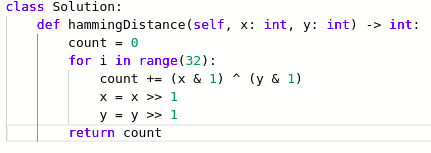 class Solution:
    def hammingDistance(self, x: int, y: int) -> int:
        count = 0
        for i in range(32):
            count += (x & 1) ^ (y & 1)
            x = x >> 1
            y = y >> 1
        return count